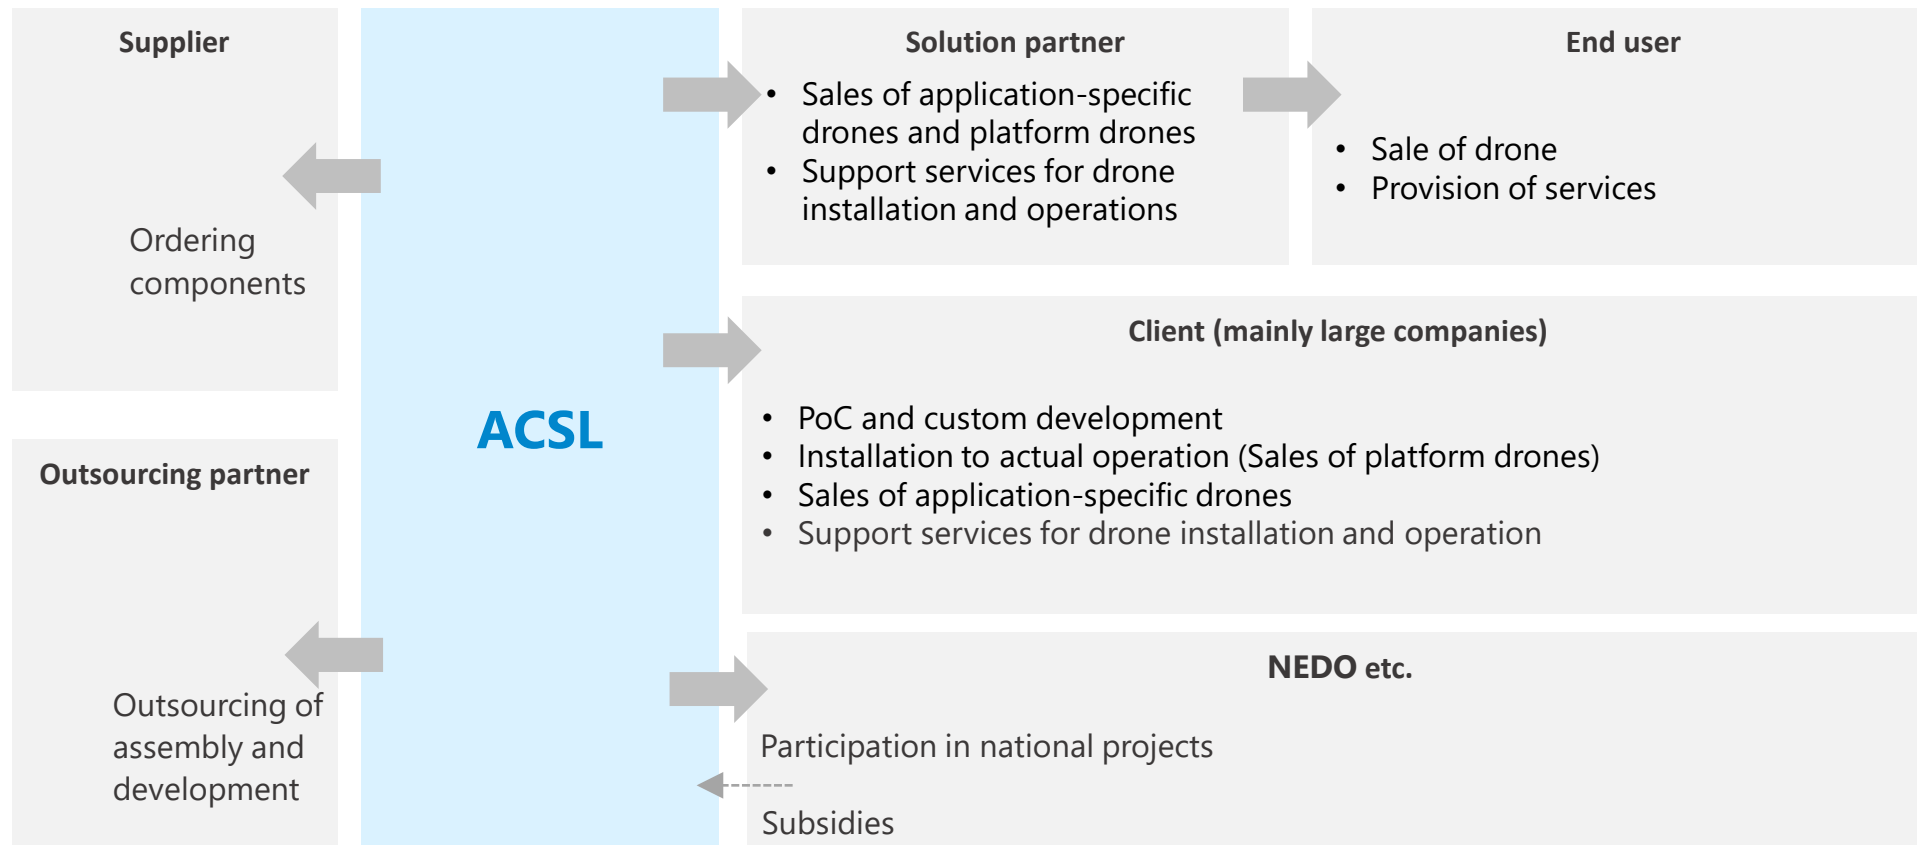 Supplier
Ordering
components
Outsourcing partner
Outsourcing of
assembly and
development
ACSL
Solution partner
• Sales of application-specific
drones and platform drones
• Support services for drone
installation and operations
End user
• Sale of drone
• Provision of services
Client (mainly large companies)
• PoC and custom development
• Installation to actual operation (Sales of platform drones)
• Sales of application-specific drones
• Support services for drone installation and operation
NEDO etc.
Participation in national projects
Subsidies